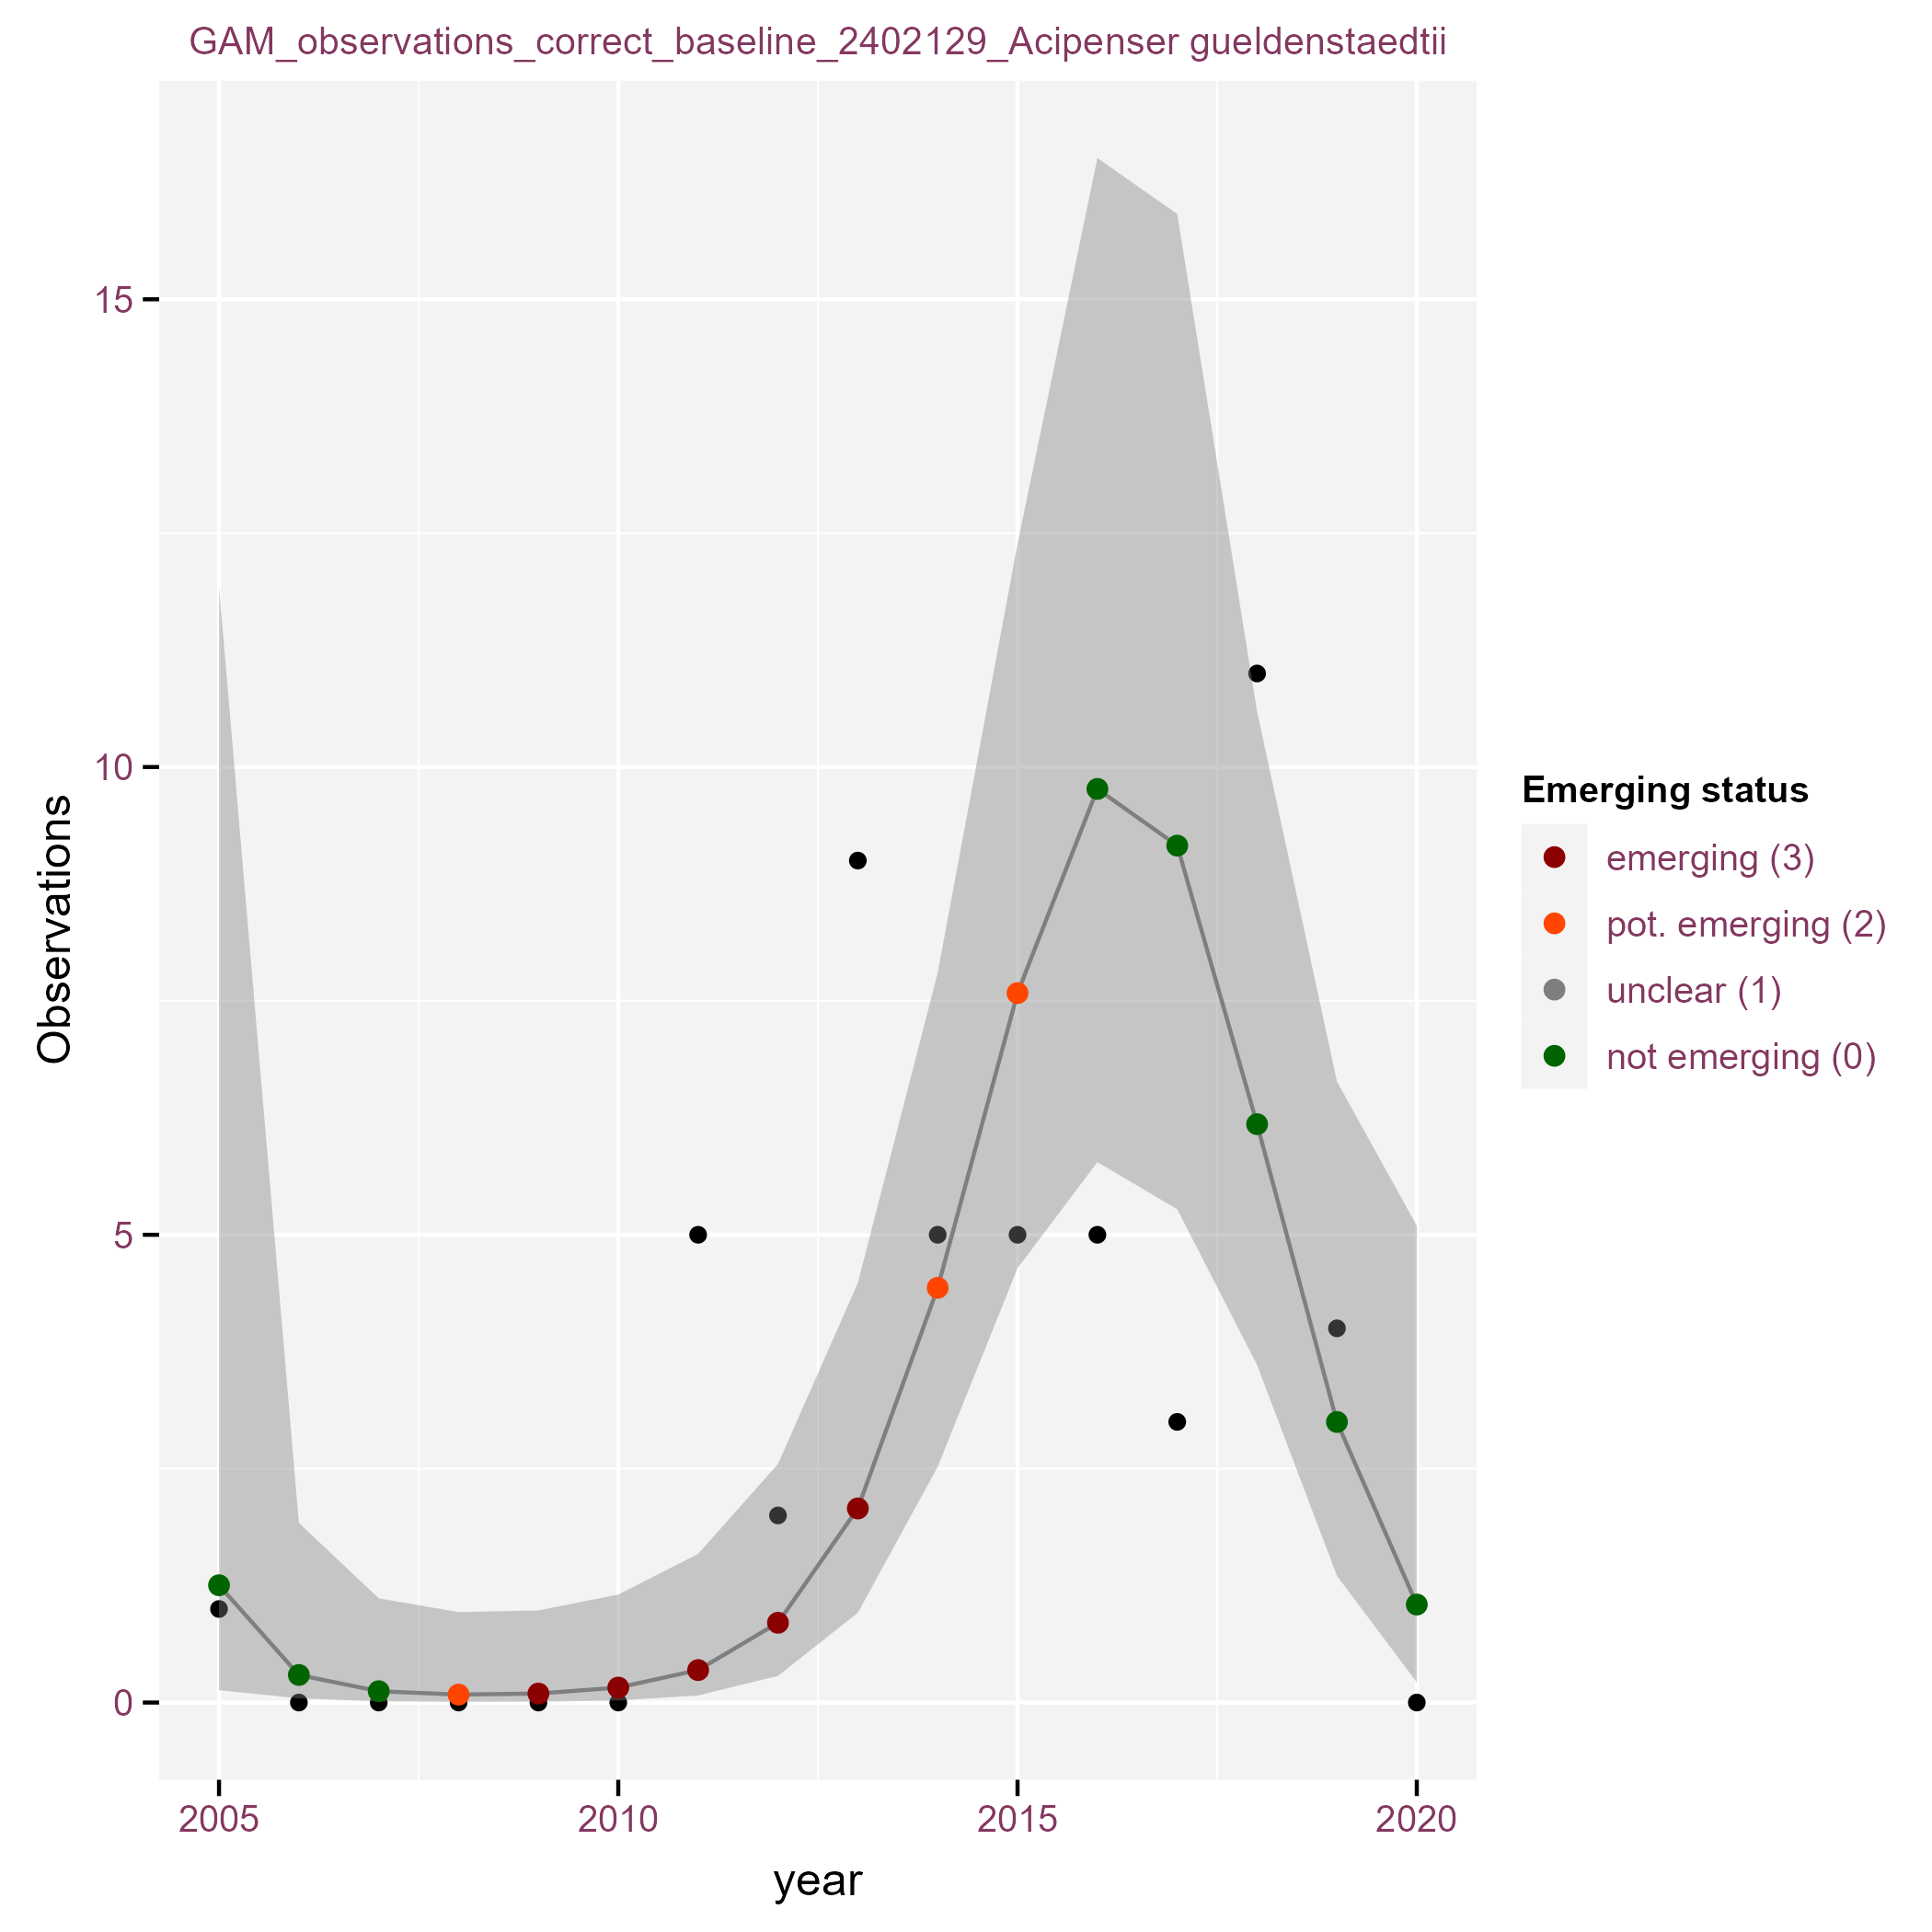 GAM_observations_correct_baseline_2402129_Acipenser gueldenstaedtii
15
10
5
0
Observations
2005 2010 2015 2020
year
Emerging status
emerging (3)
pot. emerging (2)
unclear (1)
not emerging (0)